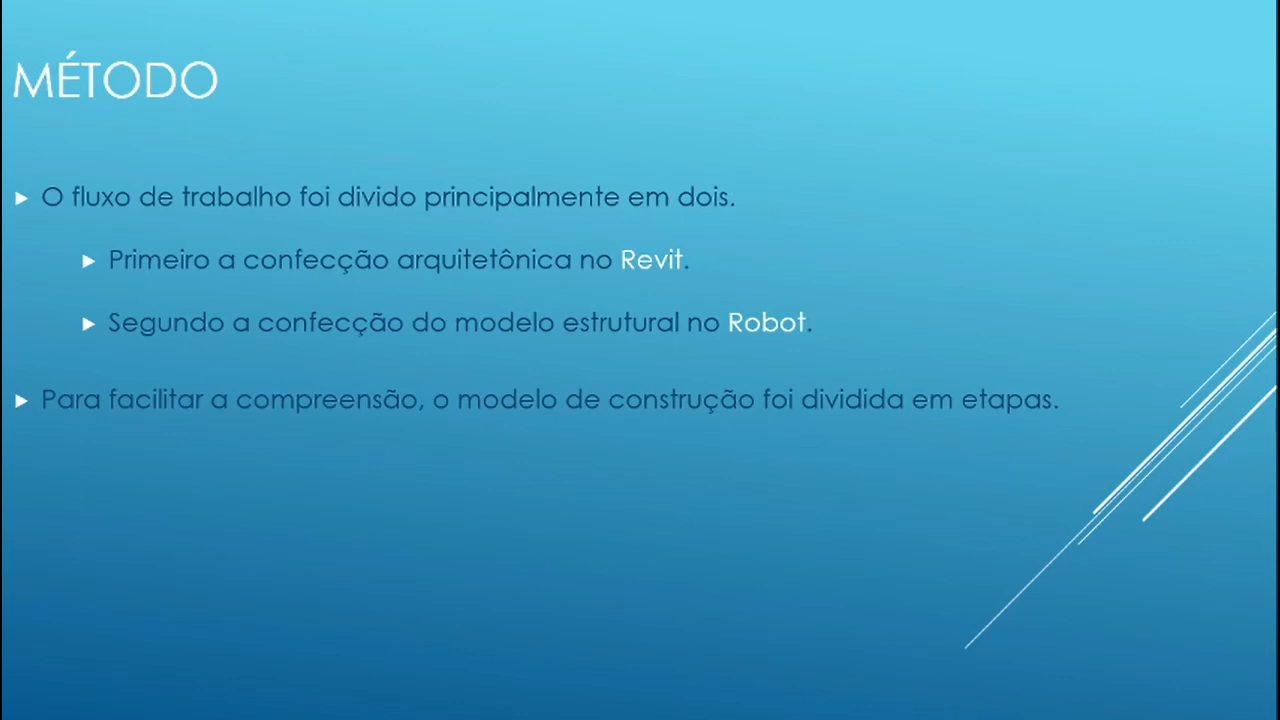 MÉTODO
O fluxo de trabalho foi divido principalmente em dois.
Primeiro a confecção arquitetônica no Revit.
Segundo a confecção do modelo estrutural no Robot.
Para facilitar a compreensão, o modelo de construção foi dividida em etapas.